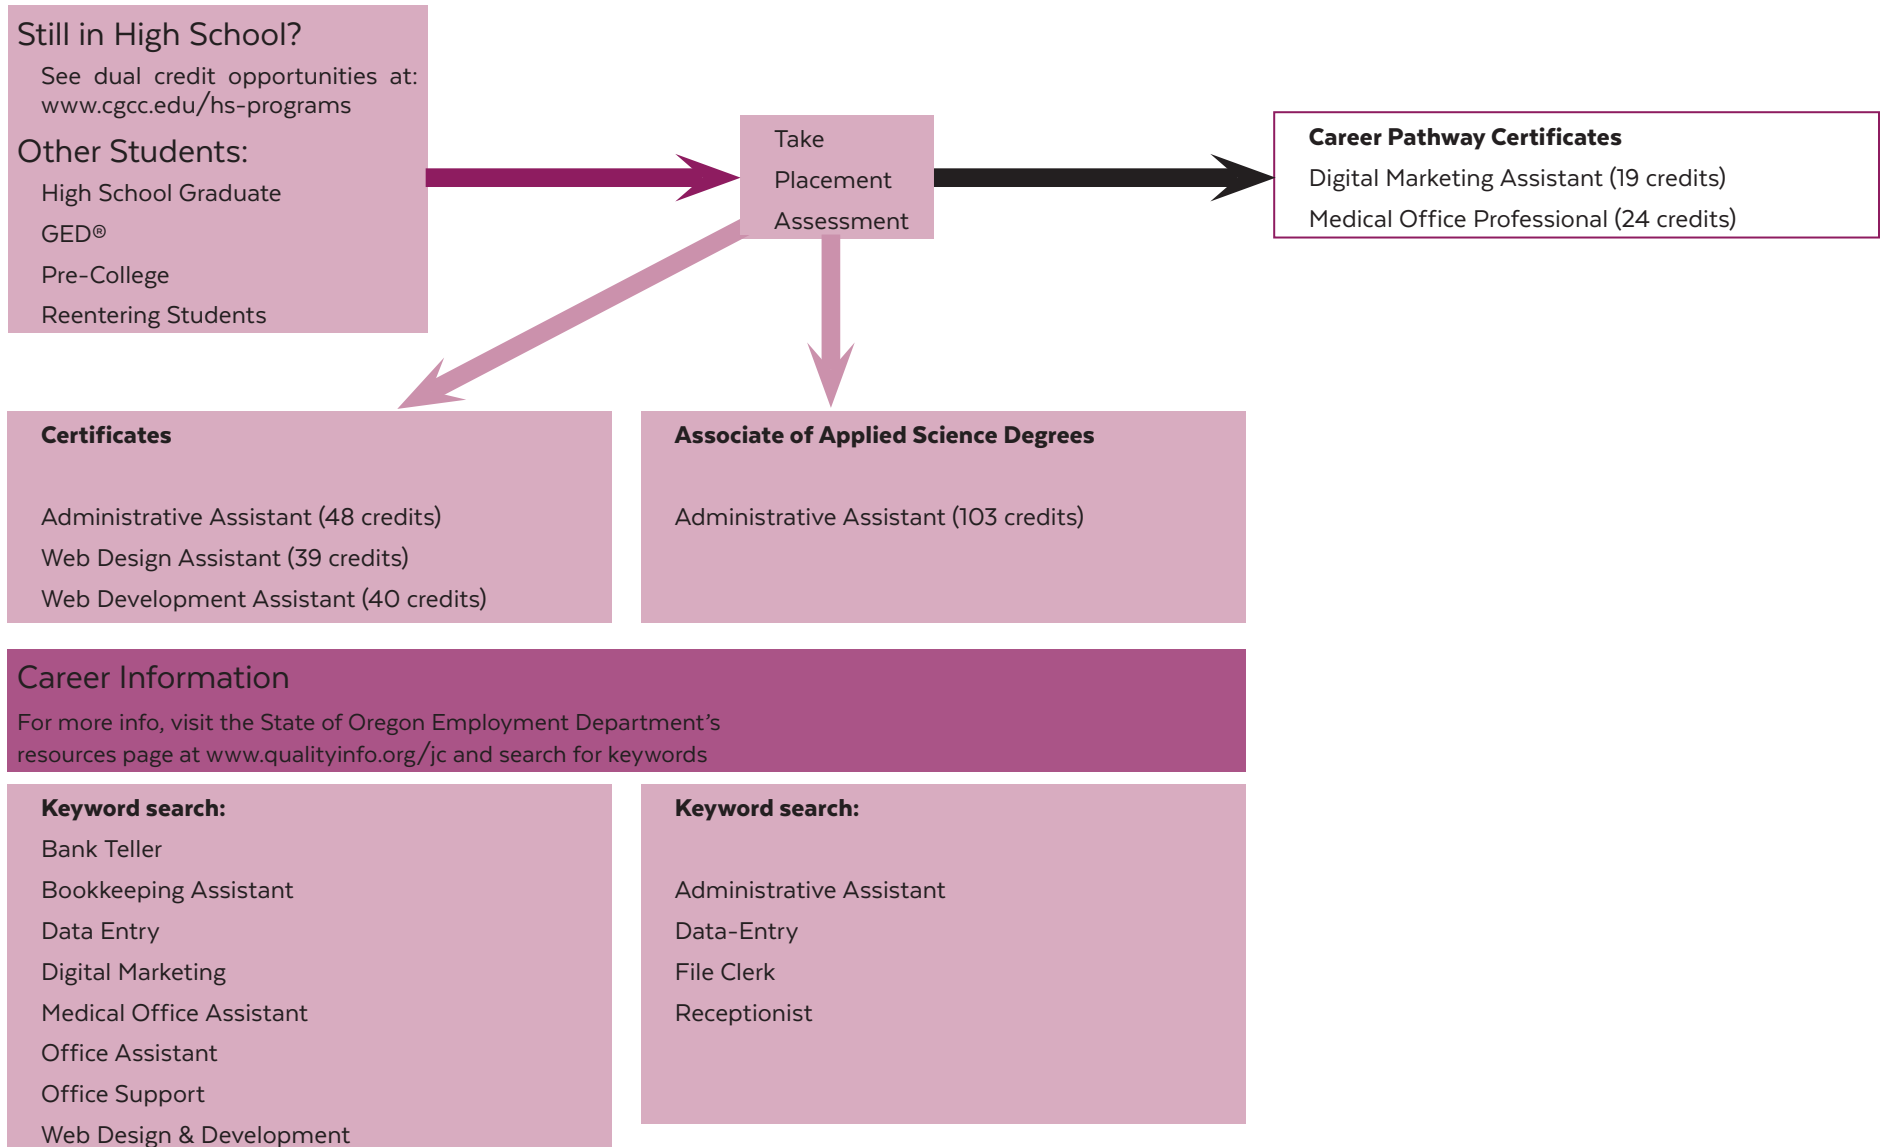 Still in High School?
See dual credit opportunities at:
www.cgcc.edu/hs-programs
Other Students:
High School Graduate
GED®
Pre-College
Reentering Students
Take
Placement
Assessment
Career Pathway Certificates
Digital Marketing Assistant (19 credits)
Medical Office Professional (24 credits)
Certificates
Administrative Assistant (48 credits)
Web Design Assistant (39 credits)
Web Development Assistant (40 credits)
Associate of Applied Science Degrees
Administrative Assistant (103 credits)
Career Information
For more info, visit the State of Oregon Employment Department’s
resources page at www.qualityinfo.org/jc and search for keywords
Keyword search:
Bank Teller
Bookkeeping Assistant
Data Entry
Digital Marketing
Medical Office Assistant
Office Assistant
Office Support
Web Design & Development
Keyword search:
Administrative Assistant
Data-Entry
File Clerk
Receptionist